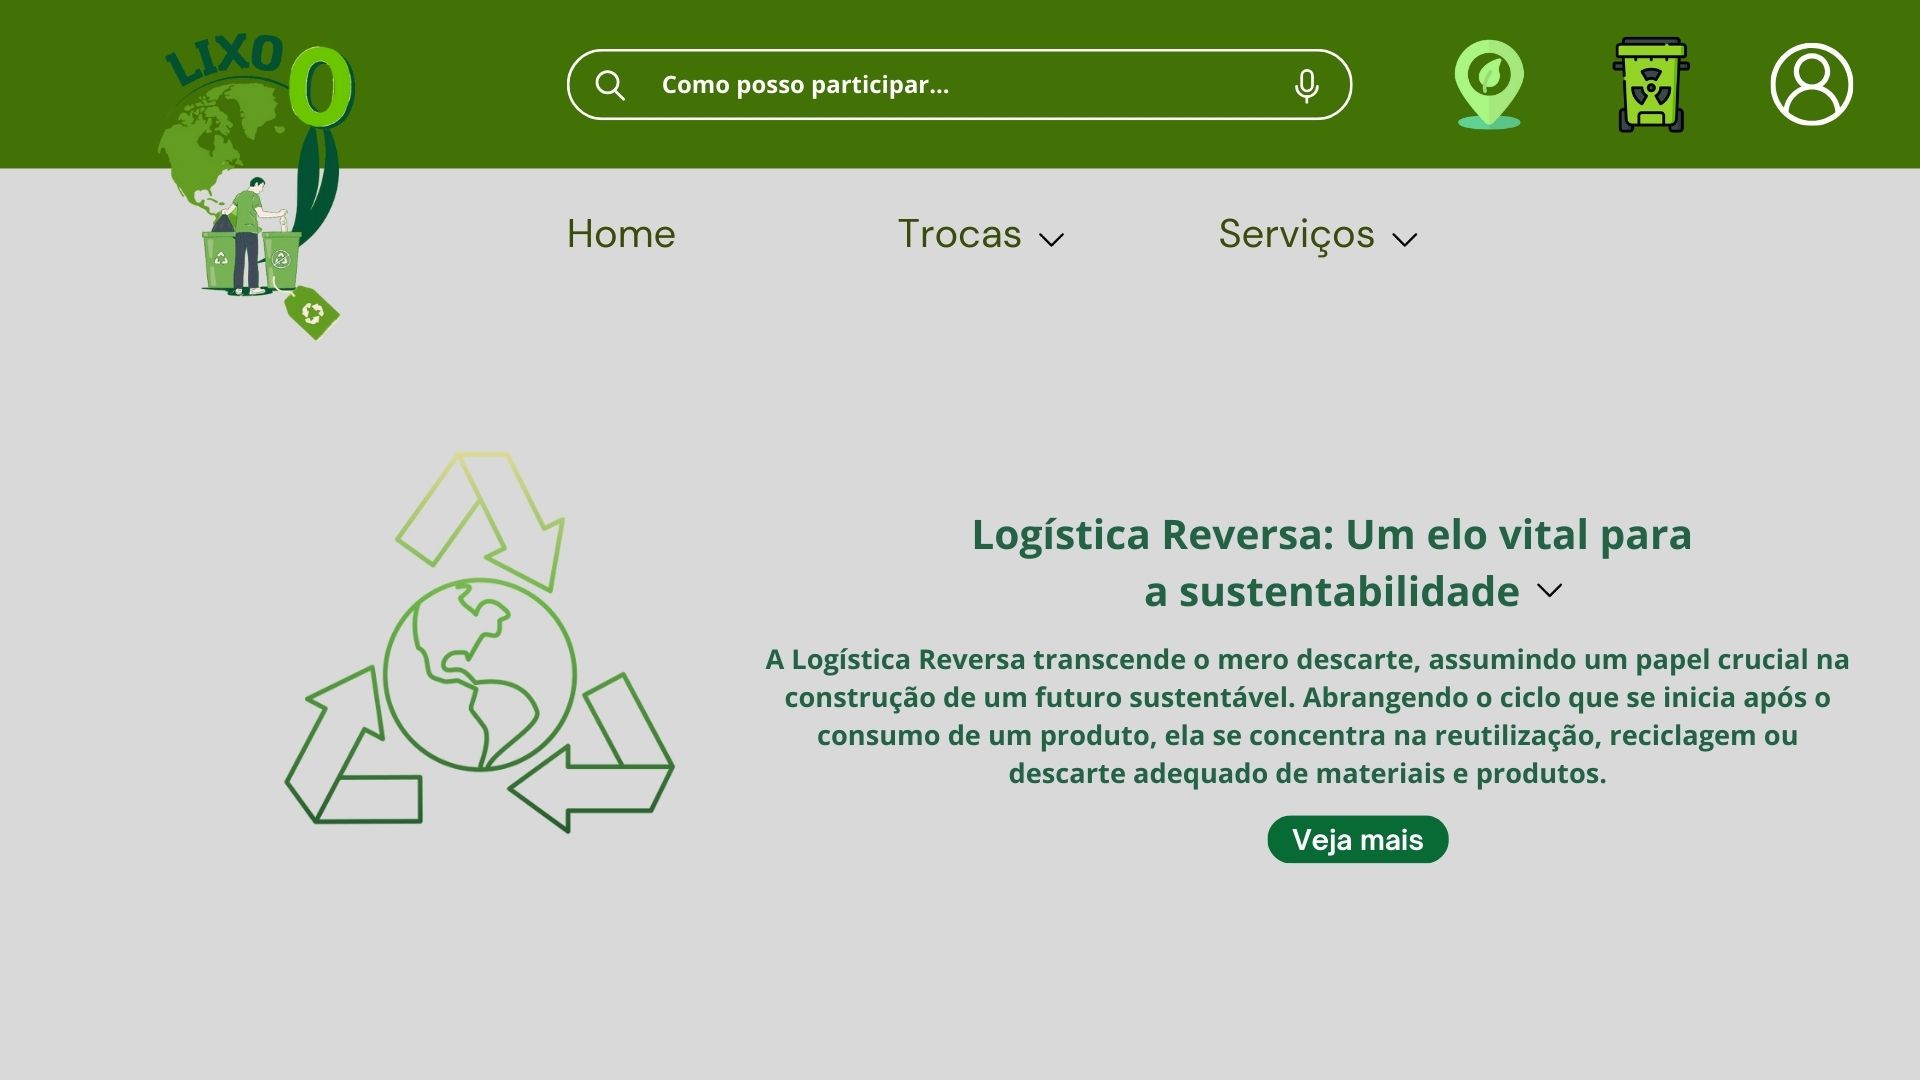 LIXO 0
Como posso participar...
Home
Trocas
Serviços
Logística Reversa: Um elo vital para
a sustentabilidade
A Logística Reversa transcende o mero descarte, assumindo um papel crucial na
construção de um futuro sustentável. Abrangendo o ciclo que se inicia após o
consumo de um produto, ela se concentra na reutilização, reciclagem ou
descarte adequado de materiais e produtos.
Veja mais